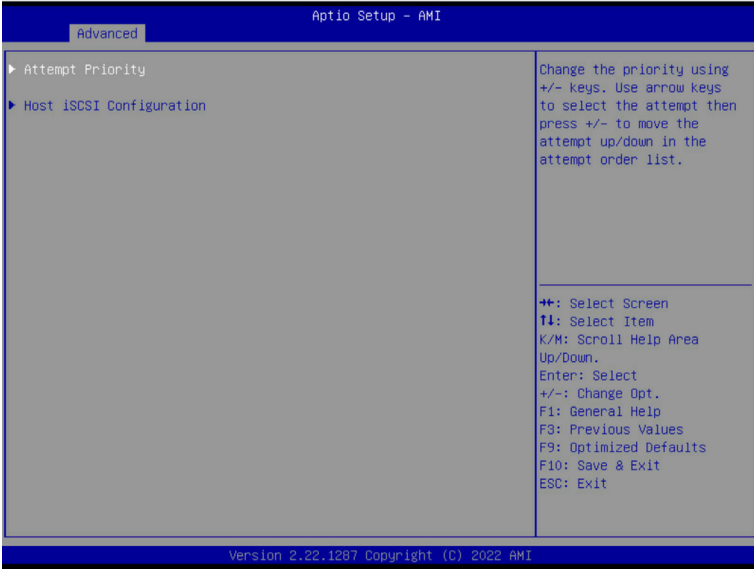 Aptio Setup – AMI
Advanced
▶ Attempt Priority
▶ Host iSCSI Configuration
Change the priority using
+/- keys. Use arrow keys
to select the attempt then
press +/- to move the
attempt up/down in the
attempt order list.
→←: Select Screen
↑↓: Select Item
K/M: Scroll Help Area
Up/Down.
Enter: Select
+/-: Change Opt.
F1: General Help
F3: Previous Values
F9: Optimized Defaults
F10: Save & Exit
ESC: Exit
Version 2.22.1287 Copyright (C) 2022 AMI